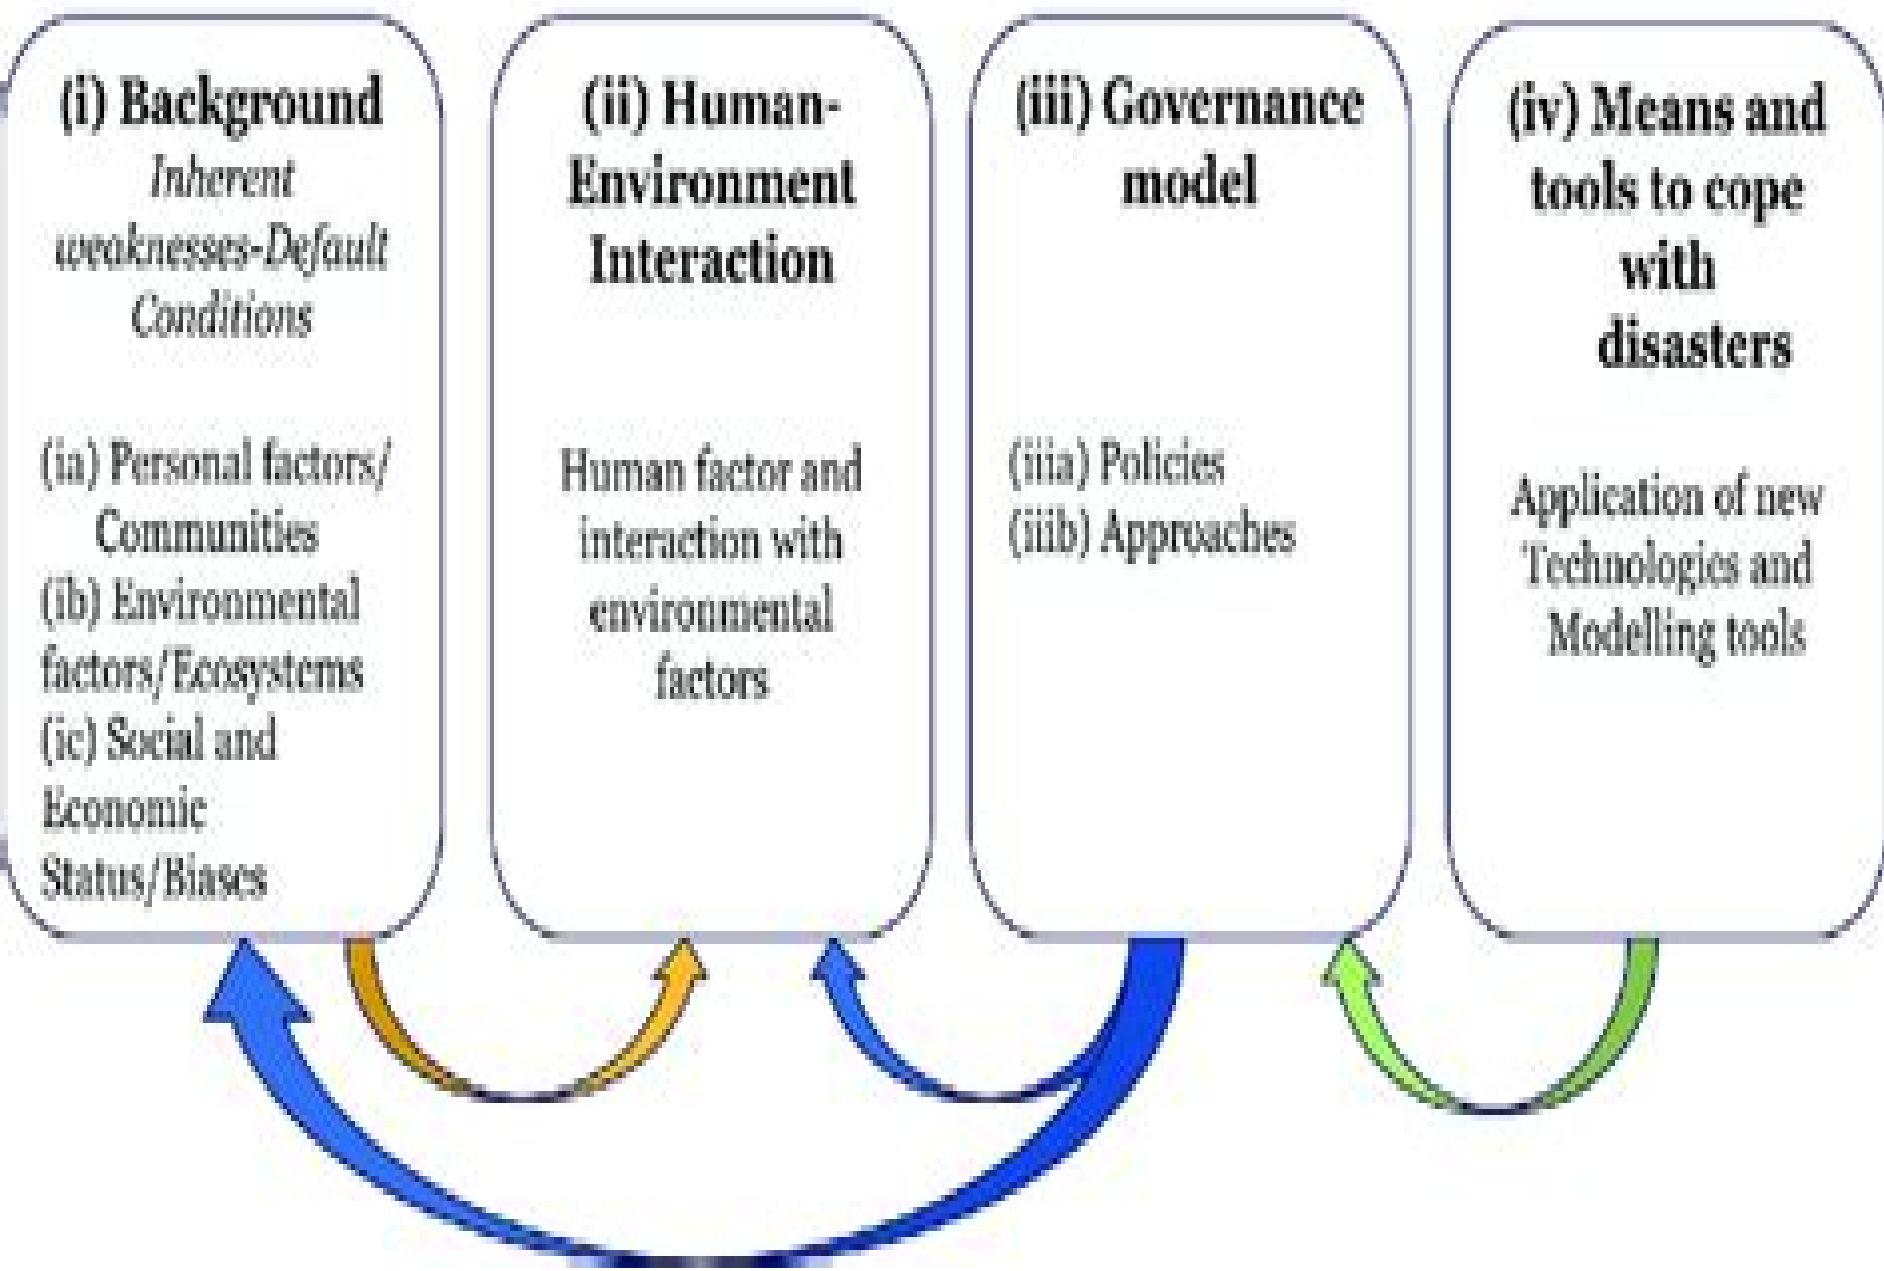 (i) Background
Inherent
weaknesses-Default
Conditions
(ia) Personal factors/
Communities
(ib) Environmental
factors/Ecosystems
(ic) Social and
Economic
Status/Biases
(ii) Human-
Environment
Interaction
Human factor and
interaction with
environmental
factors
(iii) Governance
model
(iiia) Policies
(iiib) Approaches
(iv) Means and
tools to cope
with
disasters
Application of new
Technologies and
Modelling tools